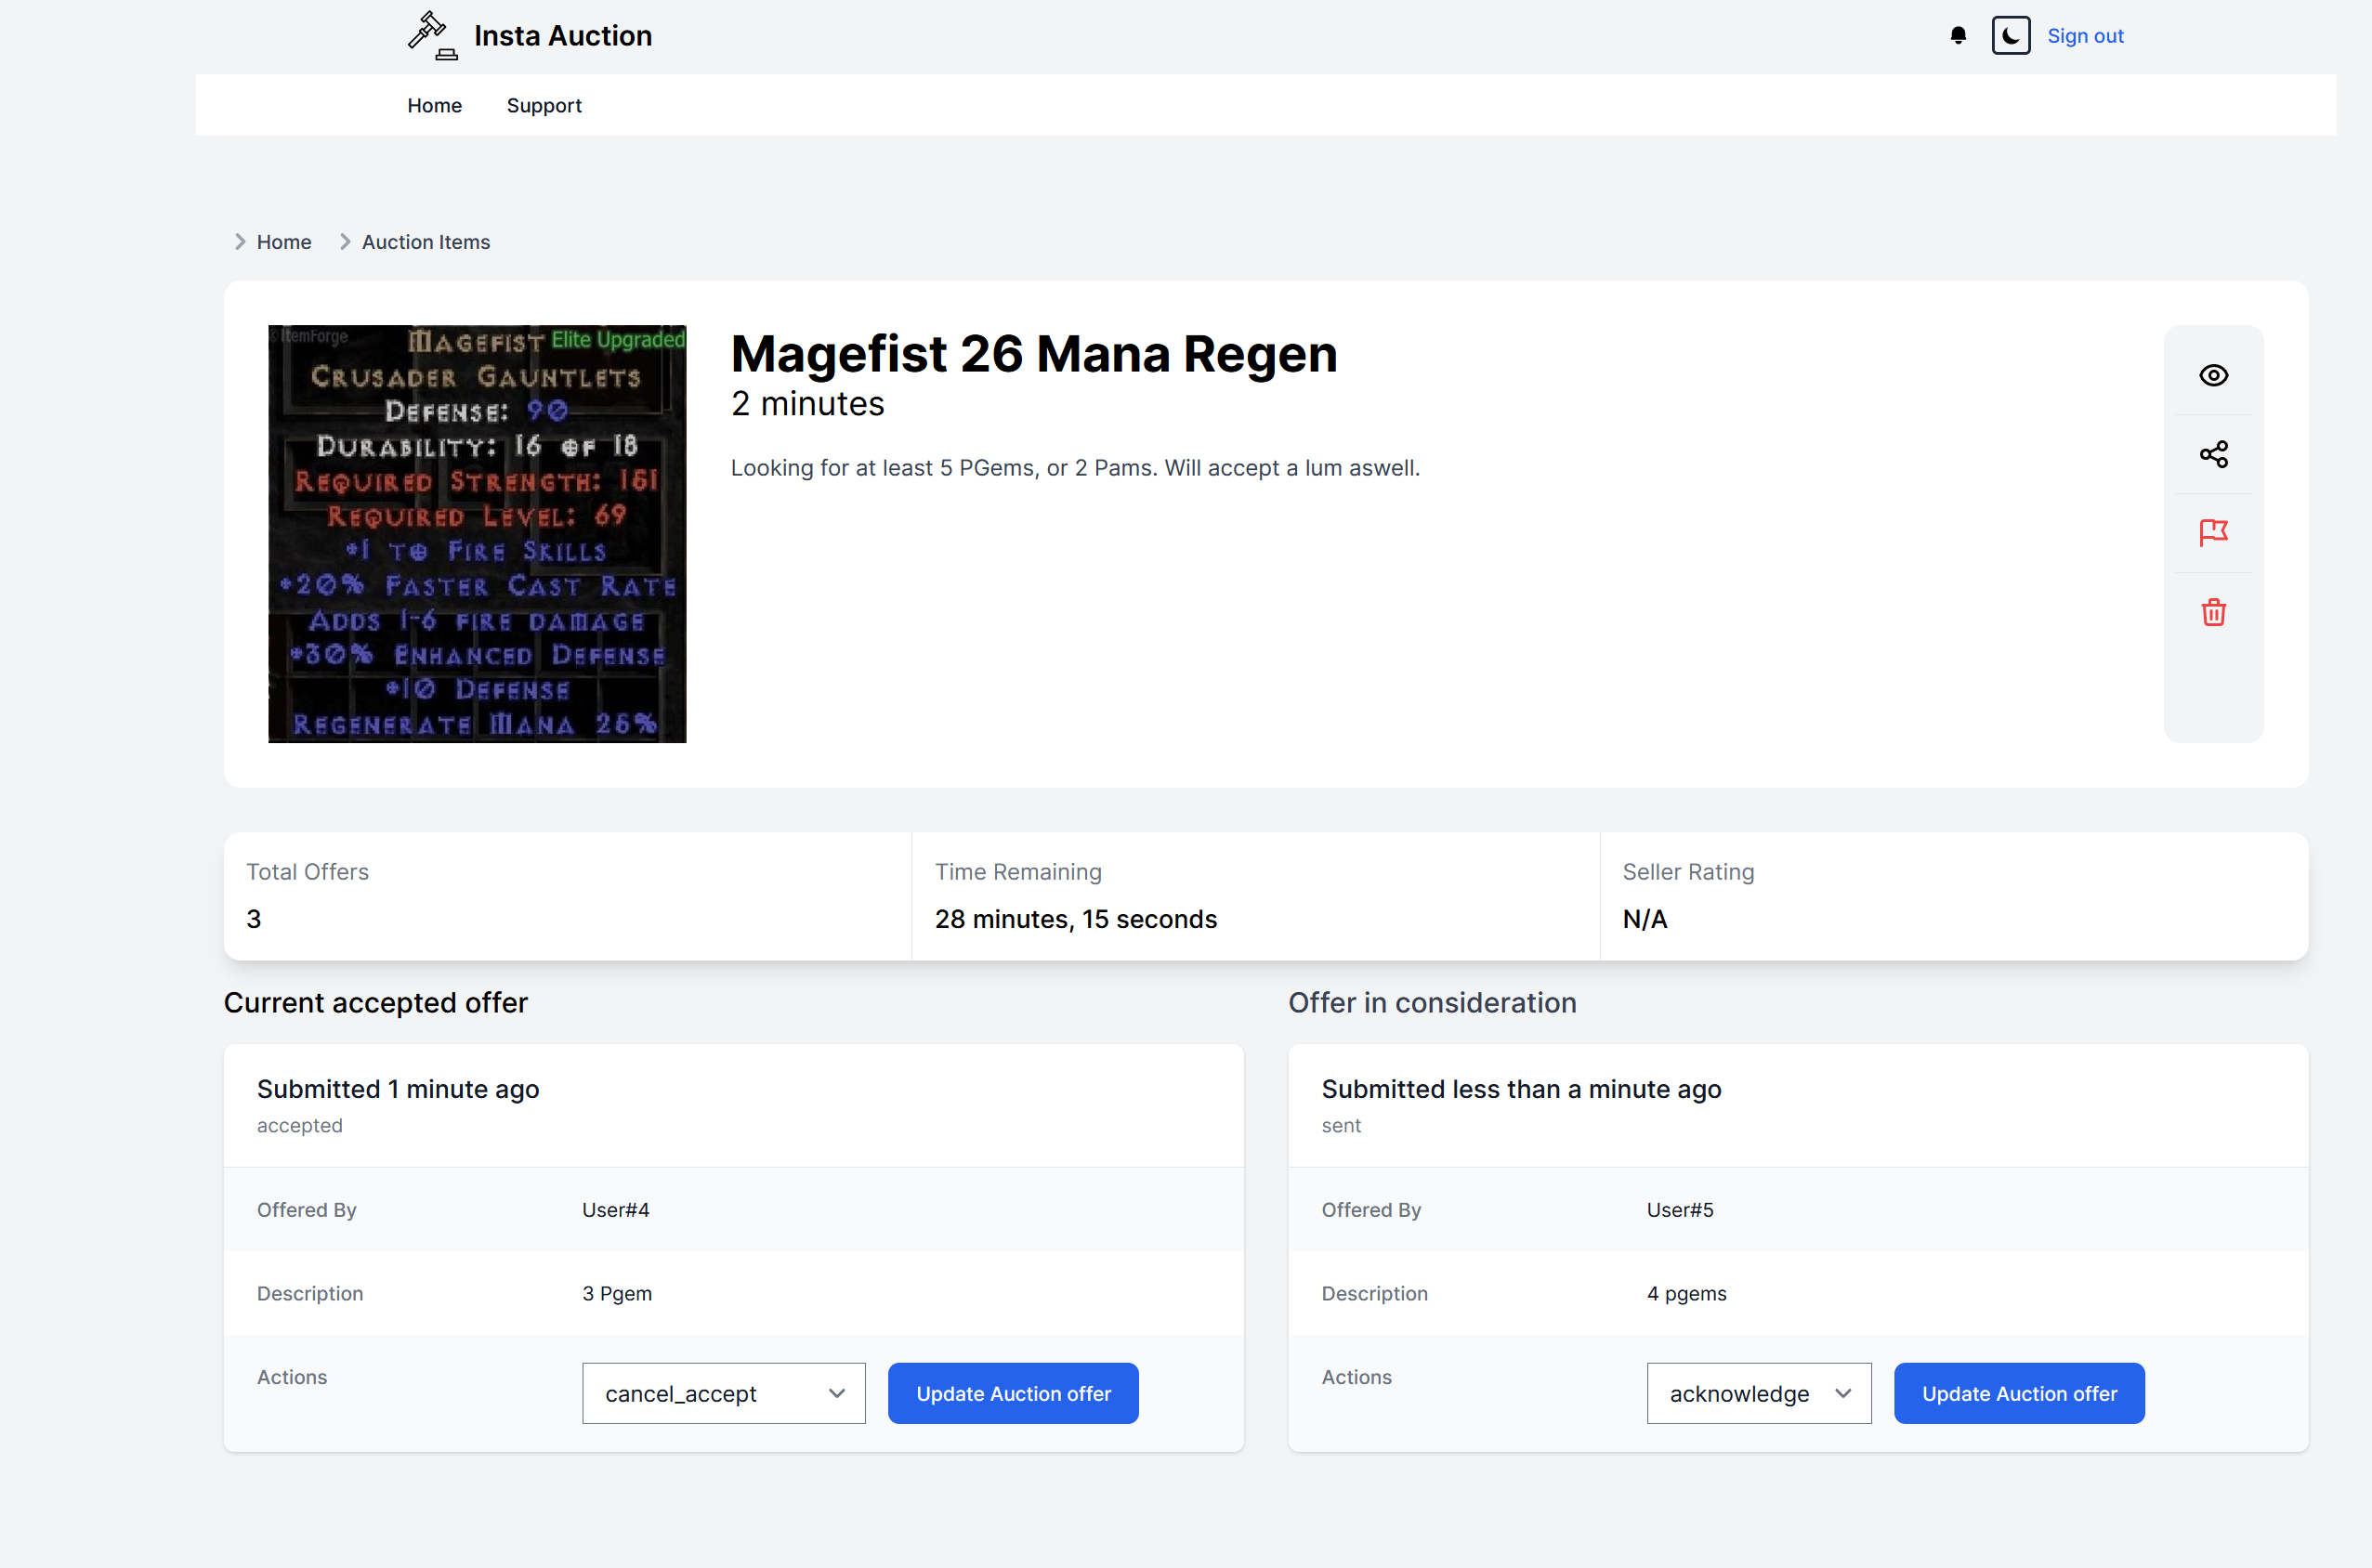 Insta Auction
Sign out
Home Support
Home Auction Items
©ItemForge
Magefist Elite Upgraded
Crusader Gauntlets
Defense: 90
Durability: 16 of 18
Required Strength: 151
Required Level: 69
+1 to Fire Skills
+20% Faster Cast Rate
Adds 1-6 fire damage
+30% Enhanced Defense
+10 Defense
Regenerate Mana 25%
Magefist 26 Mana Regen
2 minutes
Looking for at least 5 PGems, or 2 Pams. Will accept a lum aswell.
Total Offers
3
Time Remaining
28 minutes, 15 seconds
Seller Rating
N/A
Current accepted offer
Submitted 1 minute ago
accepted
Offered By User#4
Description 3 Pgem
Actions cancel_accept Update Auction offer
Offer in consideration
Submitted less than a minute ago
sent
Offered By User#5
Description 4 pgems
Actions acknowledge Update Auction offer